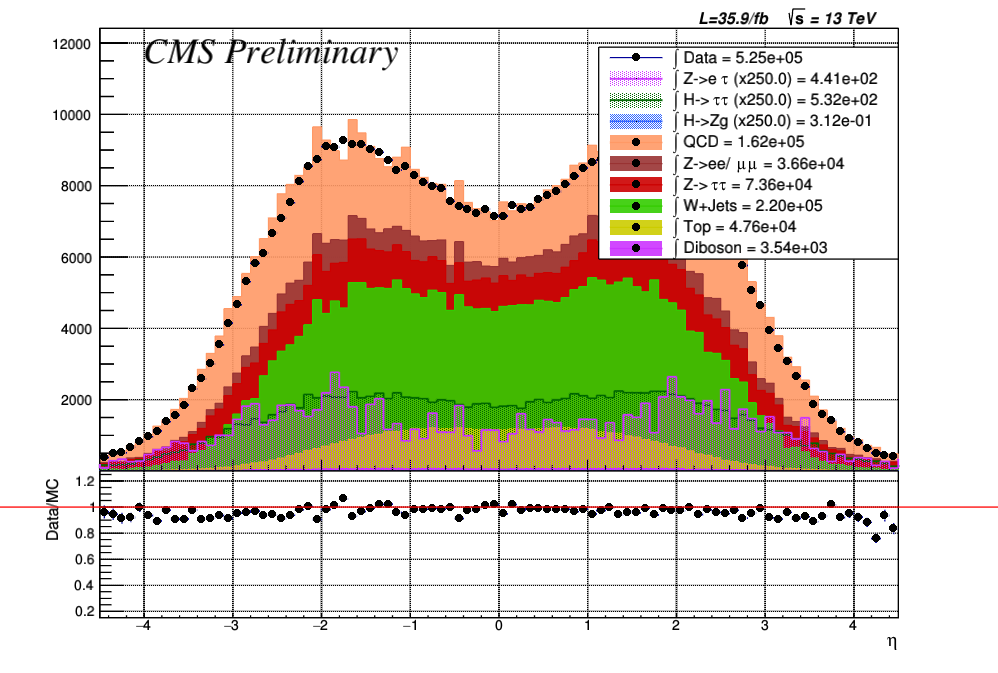 L=35.9/fb √s = 13 TeV
CMS Preliminary
12000
10000
8000
6000
4000
2000
∫ Data = 5.25e+05
∫ Z->e τ (x250.0) = 4.41e+02
∫ H-> ττ (x250.0) = 5.32e+02
∫ H->Zg (x250.0) = 3.12e-01
∫ QCD = 1.62e+05
∫ Z->ee/ μμ = 3.66e+04
∫ Z-> ττ = 7.36e+04
∫ W+Jets = 2.20e+05
∫ Top = 4.76e+04
∫ Diboson = 3.54e+03
Data/MC
1.2
1
0.8
0.6
0.4
0.2
−4 −3 −2 −1 0 1 2 3 4
η